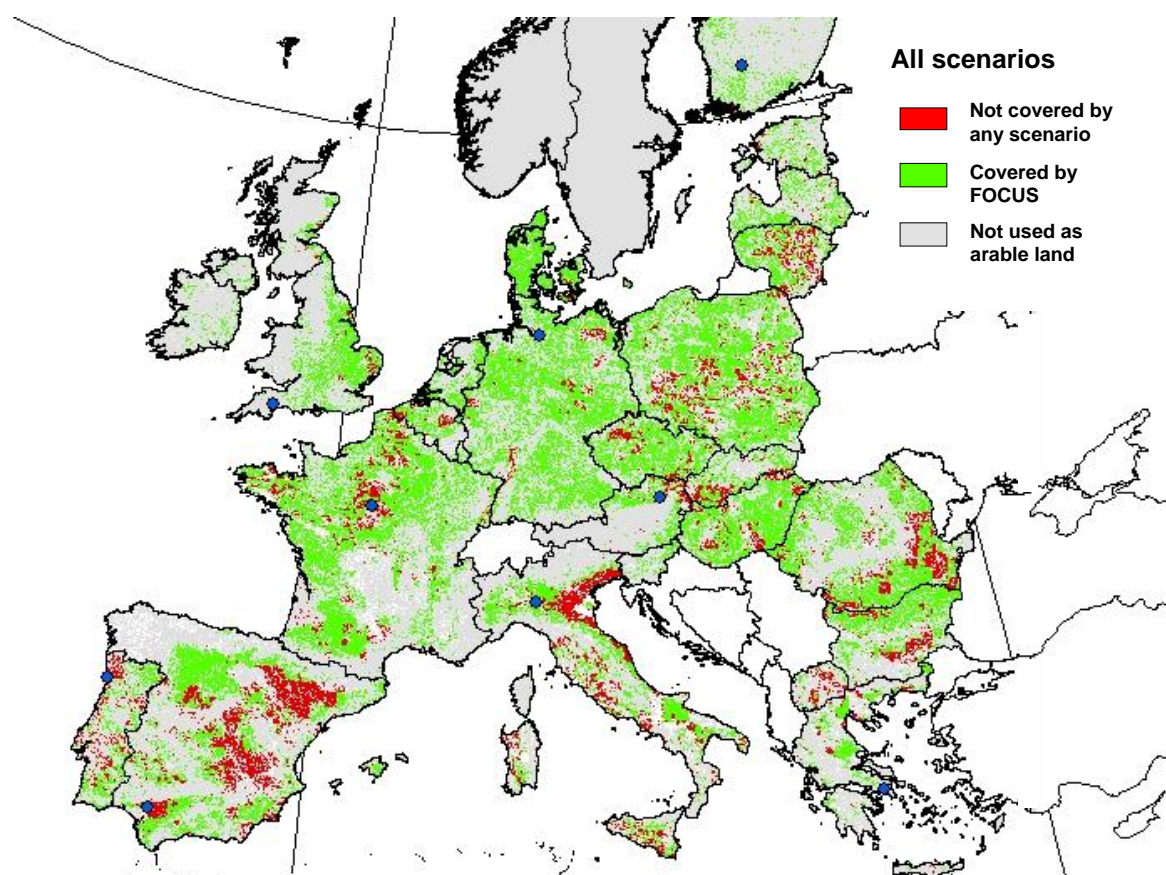 All scenarios
Not covered by
any scenario
Covered by
FOCUS
Not used as
arable land